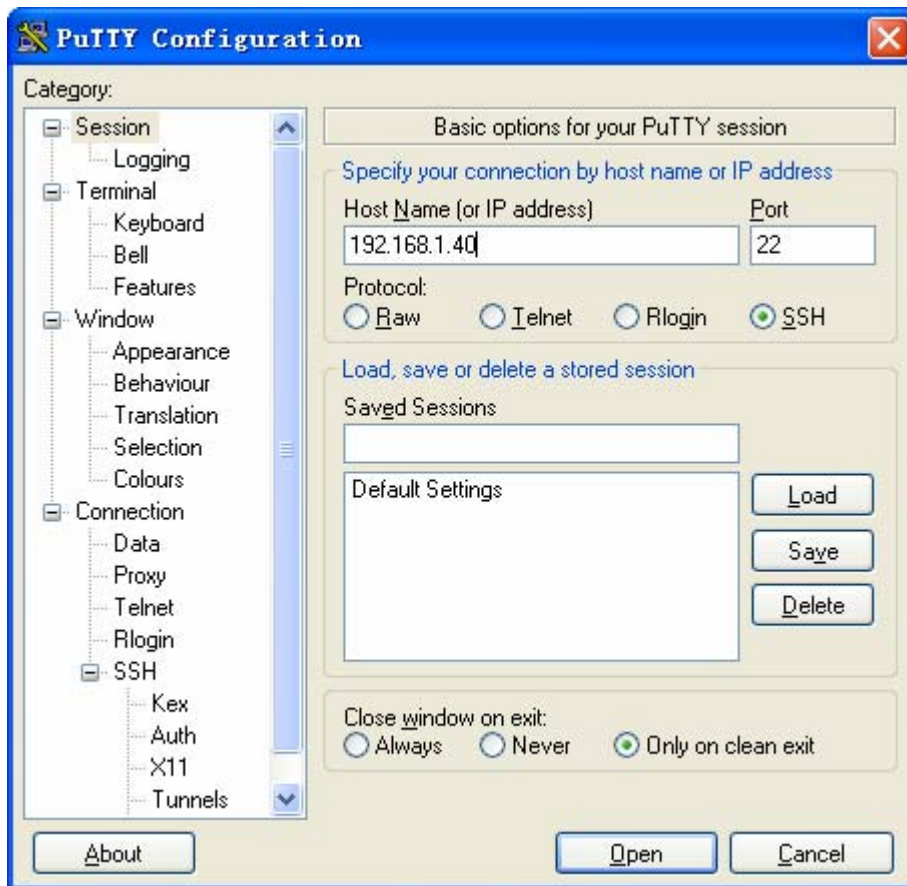 PuTTY Configuration
Category:
Session
Logging
Terminal
Keyboard
Bell
Features
Window
Appearance
Behaviour
Translation
Selection
Colours
Connection
Data
Proxy
Telnet
Rlogin
SSH
Kex
Auth
X11
Tunnels
Basic options for your PuTTY session
Specify your connection by host name or IP address
Host Name (or IP address) Port
192.168.1.40 22
Protocol:
Raw Telnet Rlogin SSH
Load, save or delete a stored session
Saved Sessions
Default Settings
Load
Save
Delete
Close window on exit:
Always Never Only on clean exit
About Open Cancel